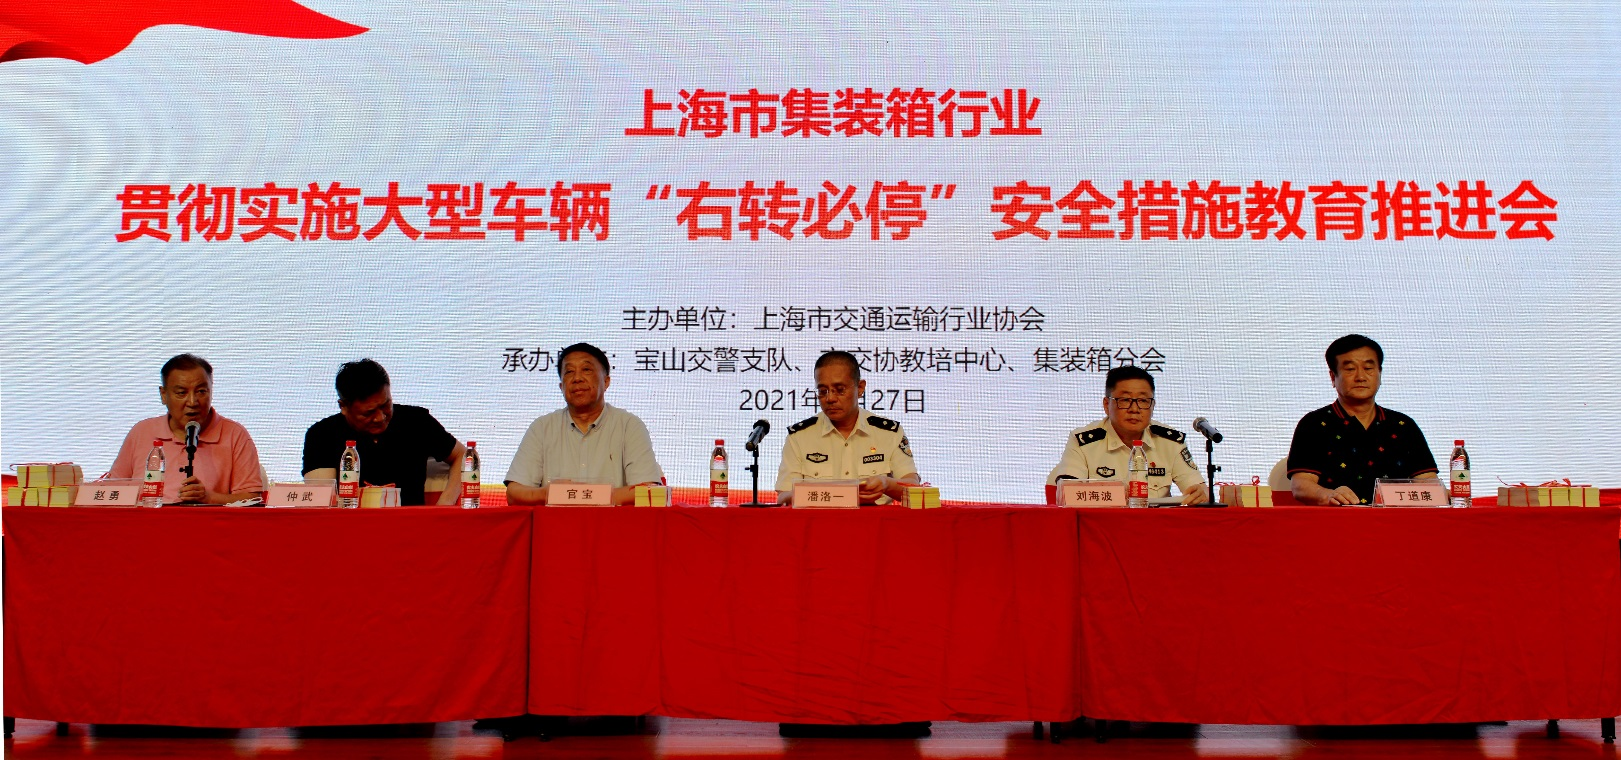 上海市集装箱行业
贯彻实施大型车辆“右转必停”安全措施教育推进会
主办单位：上海市交通运输行业协会
承办：宝山交警支队、交协教培中心、集装箱分会
2021年 27日
赵勇
仲武
官宝
潘洛一
刘海波
丁道康